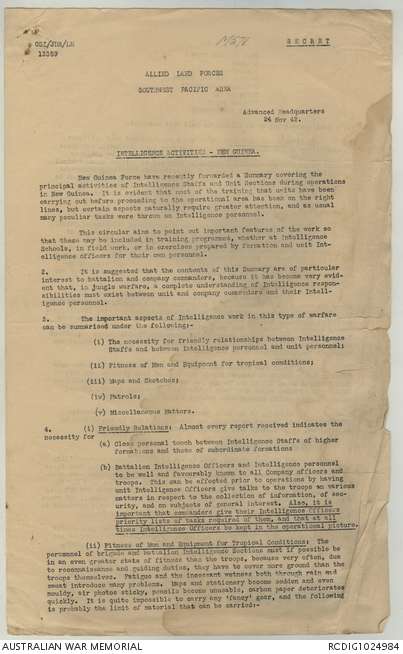 GSI/JBM/LH
13389
SECRET
ALLIED LAND FORCES
SOUTHWEST PACIFIC AREA
Advanced Headquarters
24 Nov 42.
INTELLIGENCE ACTIVITIES - NEW GUINEA.
New Guinea Force have recently forwarded a Summary covering the
principal activities of Intelligence Staffs and Unit Sections during operations
in New Guinea. It is evident that most of the training that units have been
carrying out before proceeding to the operational area has been on the right
lines, but certain aspects naturally require greater attention, and as usual
many peculiar tasks were thrown on Intelligence personnel.
This circular aims to point out important features of the work so
that these may be included in training programmes, whether at Intelligence
Schools, in field work, or in exercises prepared by formation and unit In-
telligence officers for their own personnel.
2. It is suggested that the contents of this Summary are of particular
interest to battalion and company commanders, because it has become very evid-
ent that, in jungle warfare, a complete understanding of Intelligence respon-
sibilities must exist between unit and company commanders and their Intelli-
gence personnel.
3. The important aspects of Intelligence work in this type of warfare
can be summarised under the following:-
(i) The necessity for friendly relationships between Intelligence
Staffs and between Intelligence personnel and unit personnel;
(ii) Fitness of Men and Equipment for tropical conditions;
(iii) Maps and Sketches;
(iv) Patrols;
(v) Miscellaneous Matters.
4. (i) Friendly Relations: Almost every report received indicates the
necessity for
(a) Close personal touch between Intelligence Staffs of higher
formations and those of subordinate formations
(b) Battalion Intelligence Officers and Intelligence personnel
to be well and favourably known to all Company officers and
troops. This can be effected prior to operations by having
unit Intelligence Officers give talks to the troops on various
matters in respect to the collection of information, of sec-
urity, and on subjects of general interest. Also, it is
important that commanders give their Intelligence Officers
priority lists of tasks required of them, and that at all
times Intelligence Officers be kept in the operational picture.
(ii) Fitness of Men and Equipment for Tropical Conditions: The
personnel of brigade and battalion Intelligence Sections must if possible be
in an even greater state of fitness than the troops, because very often, due
to reconnaissance and guiding duties, they have to cover more ground than the
troops themselves. Fatigue and the incessant wetness both through rain and
sweat introduce many problems. Maps and stationery become sodden and even
mouldy, air photos sticky, pencils become unusable, carbon paper deteriorates
quickly. It is quite impossible to carry any 'fancy' gear, and the following
is probably the limit of material that can be carried:-
AUSTRALIAN WAR MEMORIAL
RCDIG1024984